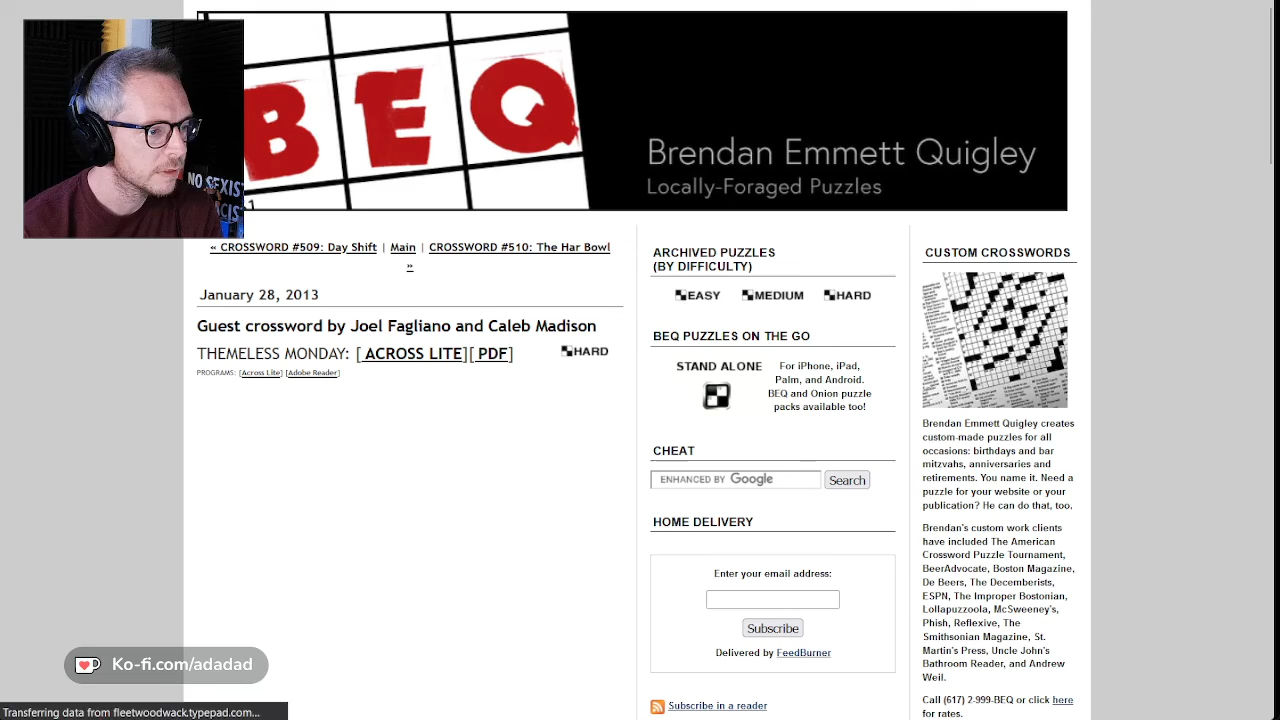 BEQ
Brendan Emmett Quigley
Locally-Foraged Puzzles
NO SEXIST
« CROSSWORD #509: Day Shift | Main | CROSSWORD #510: The Har Bowl
»
January 28, 2013
Guest crossword by Joel Fagliano and Caleb Madison
THEMELESS MONDAY: [ ACROSS LITE][ PDF]
HARD
PROGRAMS: [Across Lite] [Adobe Reader]
ARCHIVED PUZZLES
(BY DIFFICULTY)
EASY MEDIUM HARD
BEQ PUZZLES ON THE GO
STAND ALONE
For iPhone, iPad,
Palm, and Android.
BEQ and Onion puzzle
packs available too!
CHEAT
ENHANCED BY Google Search
HOME DELIVERY
Enter your email address:
Subscribe
Delivered by FeedBurner
Subscribe in a reader
CUSTOM CROSSWORDS
Brendan Emmett Quigley creates
custom-made puzzles for all
occasions: birthdays and bar
mitzvahs, anniversaries and
retirements. You name it. Need a
puzzle for your website or your
publication? He can do that, too.
Brendan's custom work clients
have included The American
Crossword Puzzle Tournament,
BeerAdvocate, Boston Magazine,
De Beers, The Decemberists,
ESPN, The Improper Bostonian,
Lollapuzzoola, McSweeney's,
Phish, Reflexive, The
Smithsonian Magazine, St.
Martin's Press, Uncle John's
Bathroom Reader, and Andrew
Weil.
Call (617) 2-999-BEQ or click here
for rates.
Ko-fi.com/adadad
Transferring data from fleetwoodwack.typepad.com...